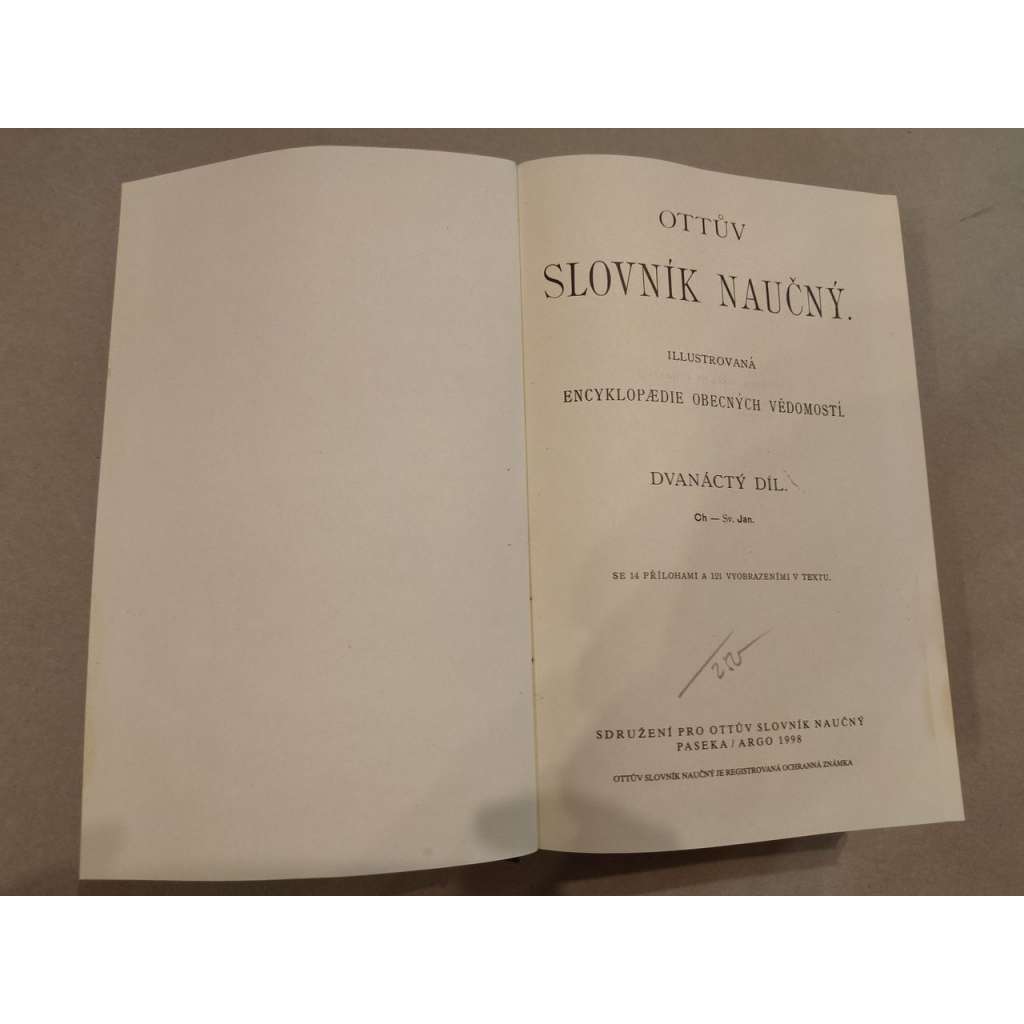 OTTŮV
SLOVNÍK NAUČNÝ.
ILLUSTROVANÁ
ENCYKLOPÆDIE OBECNÝCH VĚDOMOSTÍ.
DVANÁCTÝ DÍL.
Ch — Sv. Jan.
SE 14 PŘÍLOHAMI A 121 VYOBRAZENÍMI V TEXTU.
SDRUŽENÍ PRO OTTŮV SLOVNÍK NAUČNÝ
PASEKA / ARGO 1998
OTTŮV SLOVNÍK NAUČNÝ JE REGISTROVANÁ OCHRANNÁ ZNÁMKA